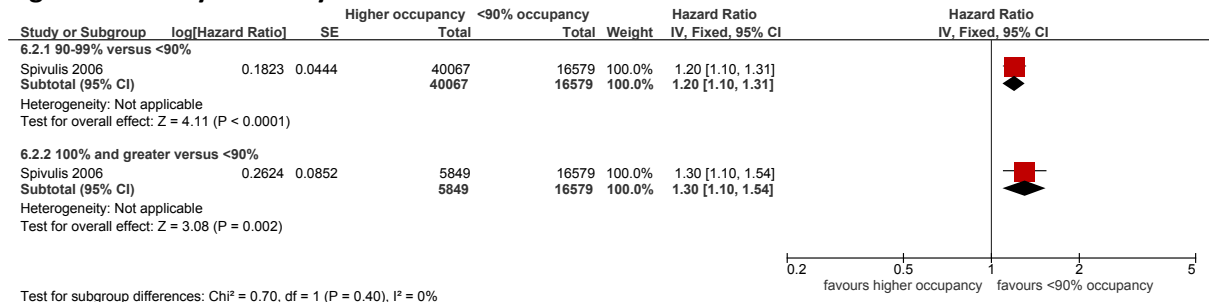 Higher occupancy <90% occupancy Hazard Ratio Hazard Ratio
Study or Subgroup log[Hazard Ratio] SE Total Total Weight IV, Fixed, 95% CI IV, Fixed, 95% CI
6.2.1 90-99% versus <90%
Spivulis 2006 0.1823 0.0444 40067 16579 100.0% 1.20 [1.10, 1.31]
Subtotal (95% CI) 40067 16579 100.0% 1.20 [1.10, 1.31]
Heterogeneity: Not applicable
Test for overall effect: Z = 4.11 (P < 0.0001)
6.2.2 100% and greater versus <90%
Spivulis 2006 0.2624 0.0852 5849 16579 100.0% 1.30 [1.10, 1.54]
Subtotal (95% CI) 5849 16579 100.0% 1.30 [1.10, 1.54]
Heterogeneity: Not applicable
Test for overall effect: Z = 3.08 (P = 0.002)
0.2 0.5 1 2 5
favours higher occupancy favours <90% occupancy
Test for subgroup differences: Chi² = 0.70, df = 1 (P = 0.40), I² = 0%